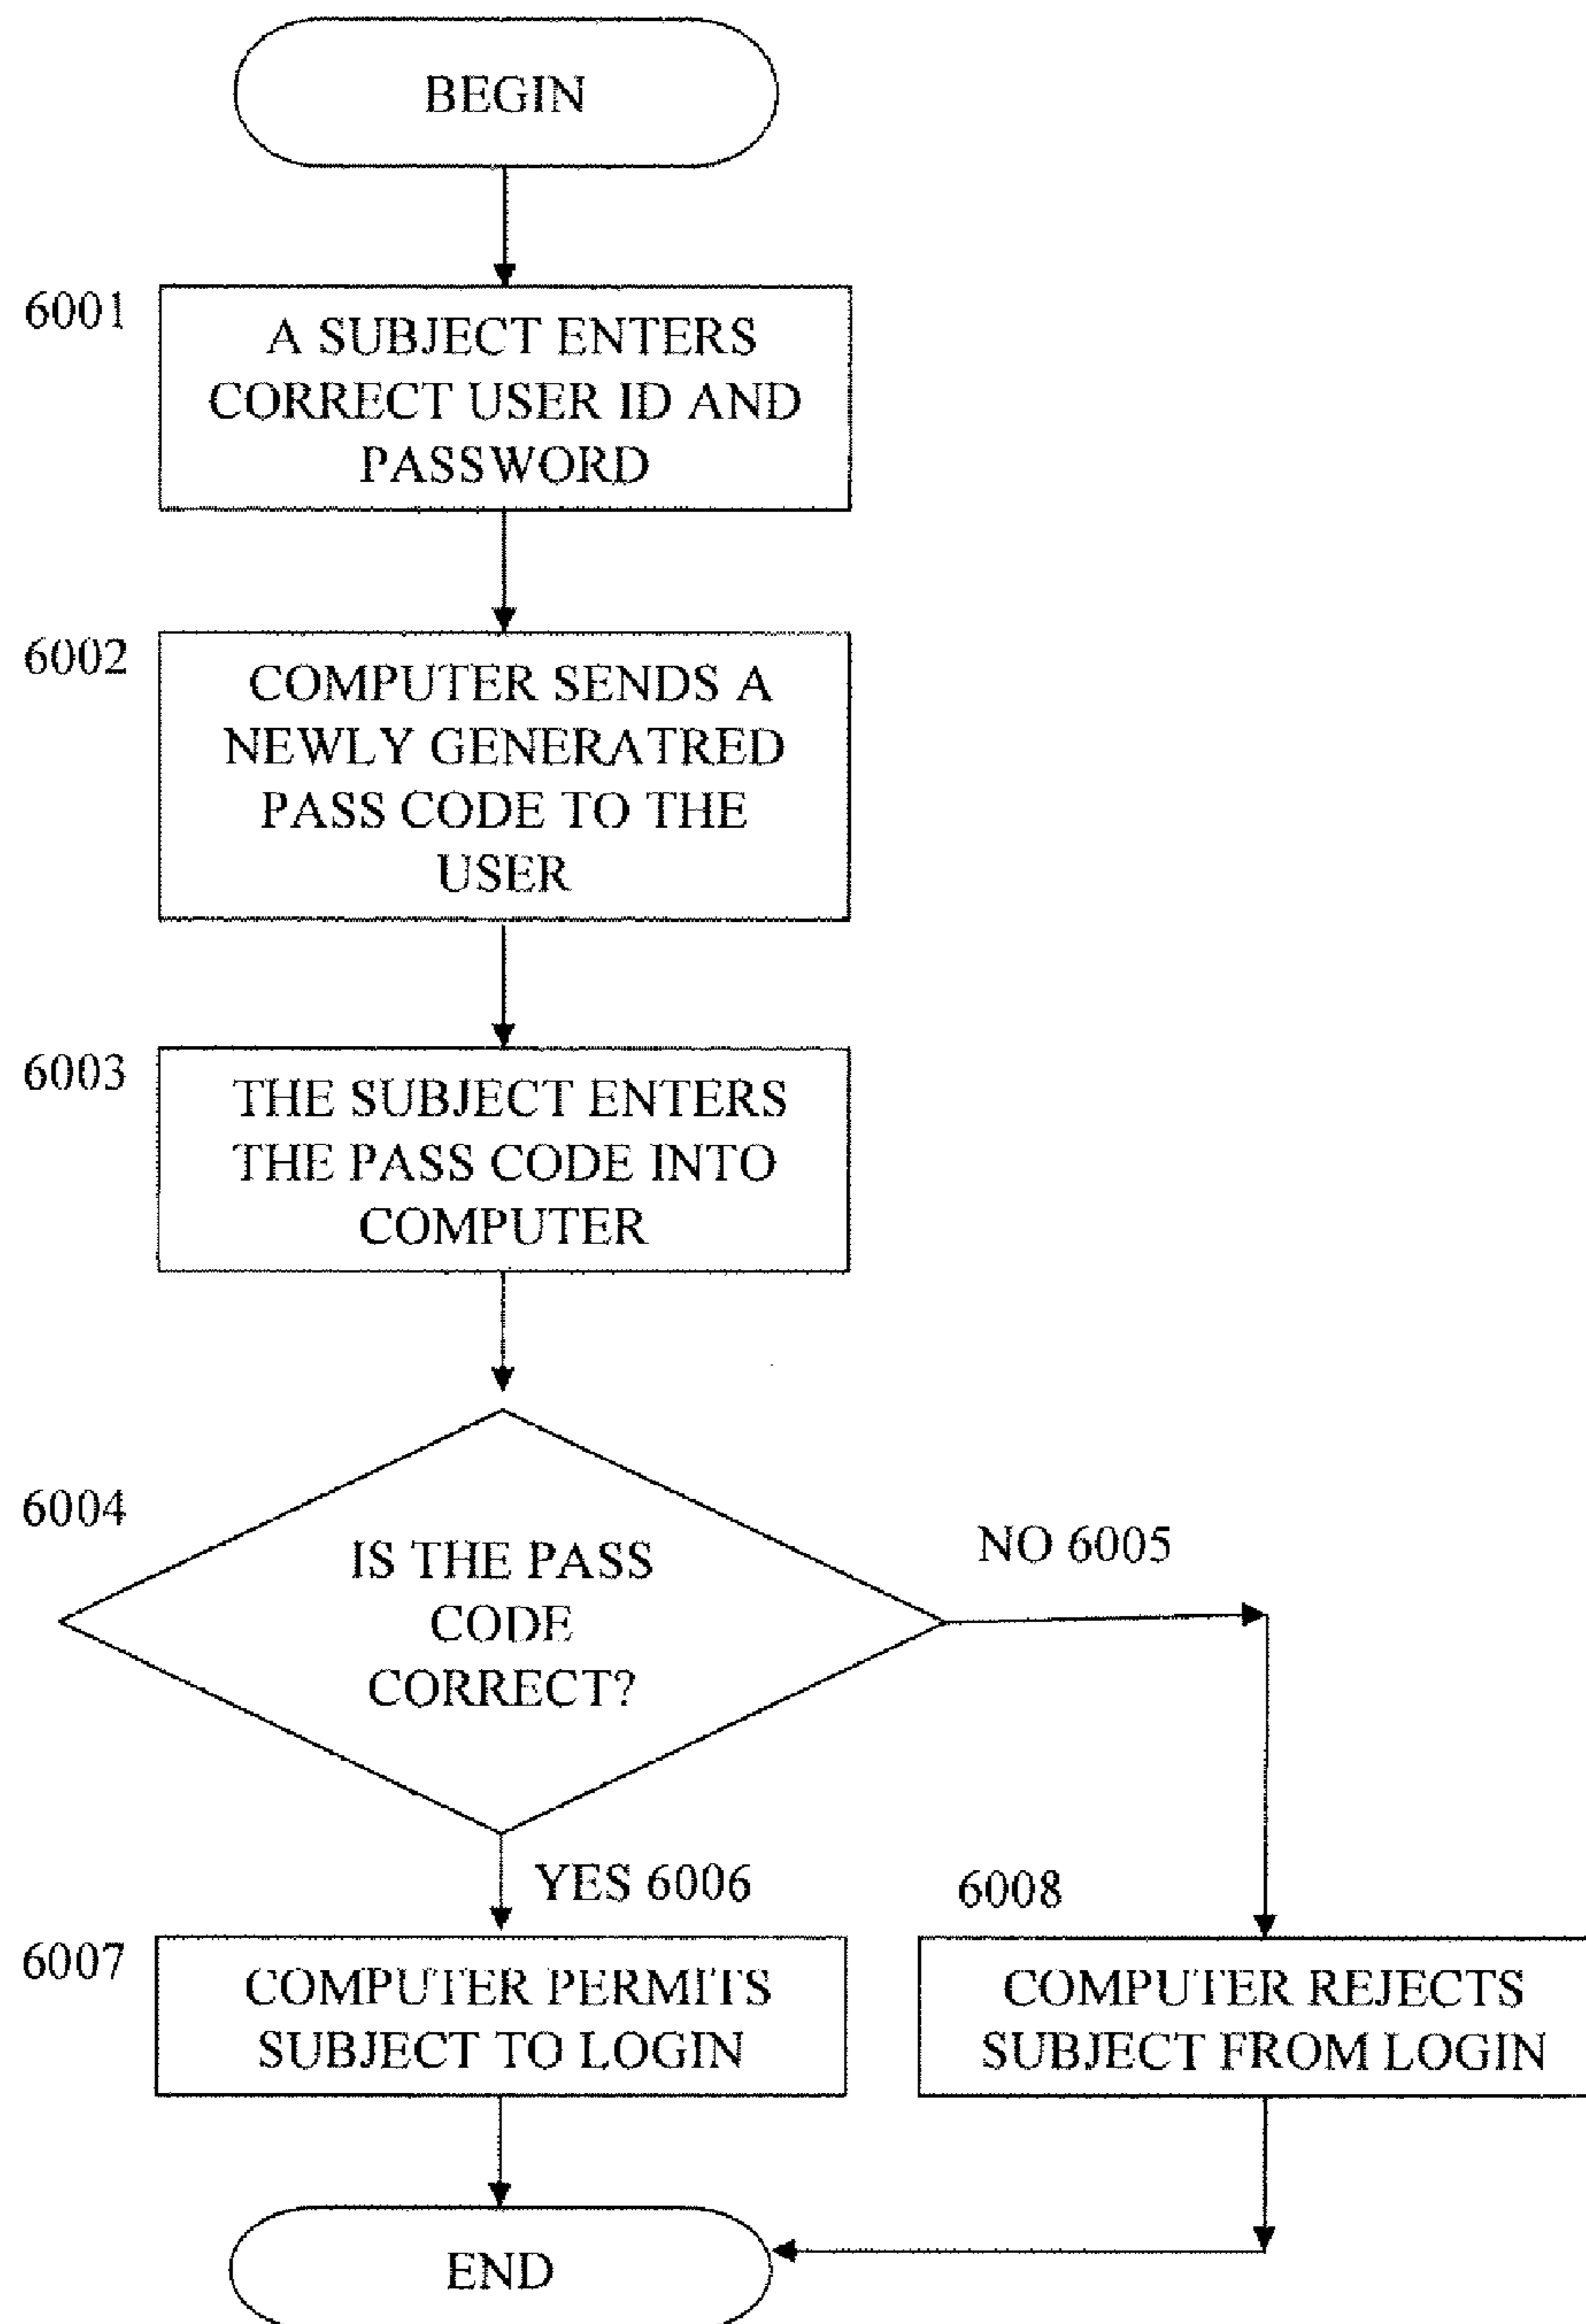 BEGIN
6001
A SUBJECT ENTERS
CORRECT USER ID AND
PASSWORD
6002
COMPUTER SENDS A
NEWLY GENERATRED
PASS CODE TO THE
USER
6003
THE SUBJECT ENTERS
THE PASS CODE INTO
COMPUTER
6004
IS THE PASS
CODE
CORRECT?
NO 6005
YES 6006
6007
COMPUTER PERMITS
SUBJECT TO LOGIN
6008
COMPUTER REJECTS
SUBJECT FROM LOGIN
END